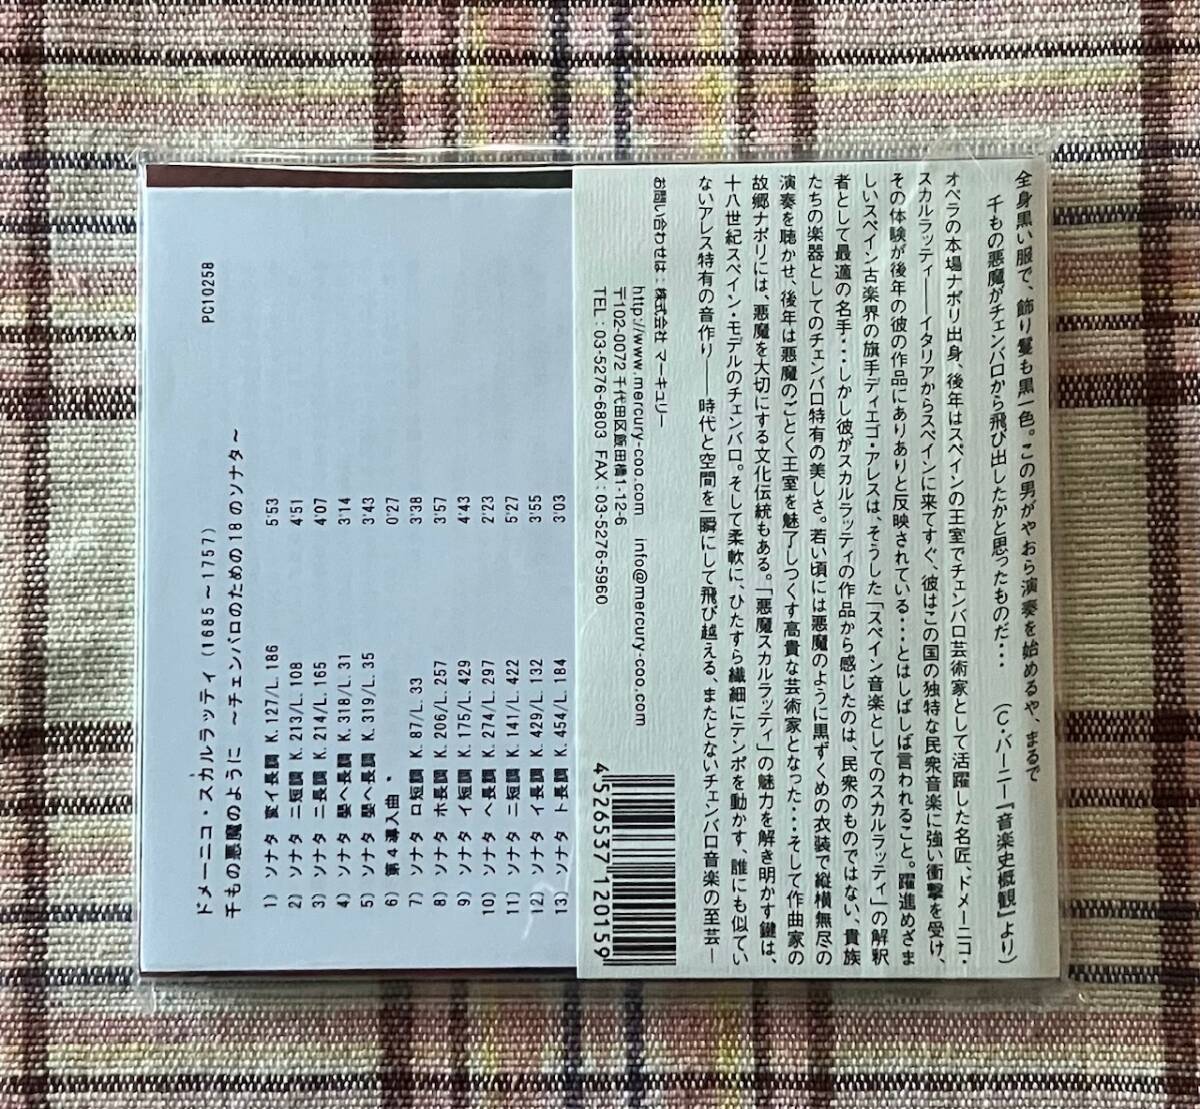 全身黒い服で、飾り鬘も黒一色。この男がやおら演奏を始めるや、まるで
千もの悪魔がチェンバロから飛び出したかと思ったものだ・・・
（C・バーニー『音楽史概観』より）
オペラの本場ナポリ出身、後年はスペインの王室でチェンバロ芸術家として活躍した名匠、ドメーニコ・
スカルラッティ――イタリアからスペインに来てすぐ、彼はこの国の独特な民衆音楽に強い衝撃を受け、
その体験が後年の彼の作品にありありと反映されている・・・とはしばしば言われること。躍進めざま
しいスペイン古楽界の旗手ディエゴ・アレスは、そうした「スペイン音楽としてのスカルラッティ」の解釈
者として最適の名手・・・しかし彼がスカルラッティの作品から感じたのは、民衆のものではない、貴族
たちの楽器としてのチェンバロ特有の美しさ。若い頃には悪魔のように黒ずくめの衣装で縦横無尽の
演奏を聴かせ、後年は悪魔のごとく王室を魅了しつくす高貴な芸術家となった・・・そして作曲家の
故郷ナポリには、悪魔を大切にする文化伝統もある。「悪魔スカルラッティ」の魅力を解き明かす鍵は、
十八世紀スペイン・モデルのチェンバロ。そして柔軟に、ひたすら繊細にテンポを動かす、誰にも似てい
ないアレス特有の音作り――時代と空間を一瞬にして飛び越える、またとないチェンバロ音楽の至芸―
お問い合わせは：株式会社 マーキュリー
http://www.mercury-coo.com info@mercury-coo.com
〒102-0072 千代田区飯田橋1-12-6
TEL：03-5276-6803 FAX：03-5276-5960
4526537120159
PC10258
ドメーニコ・スカルラッティ（1685～1757）
千もの悪魔のように ～チェンバロのための18のソナタ～
1) ソナタ 変イ長調 K.127/L.186 5'53
2) ソナタ ニ短調 K.213/L.108 4'51
3) ソナタ ニ長調 K.214/L.165 4'07
4) ソナタ 嬰ヘ長調 K.318/L.31 3'14
5) ソナタ 嬰ヘ長調 K.319/L.35 3'43
6) 第4導入曲 0'27
7) ソナタ ロ短調 K.87/L.33 3'38
8) ソナタ ホ長調 K.206/L.257 3'57
9) ソナタ イ短調 K.175/L.429 4'43
10) ソナタ ヘ長調 K.274/L.297 2'23
11) ソナタ ニ短調 K.141/L.422 5'27
12) ソナタ イ長調 K.429/L.132 3'55
13) ソナタ ト長調 K.454/L.184 3'03